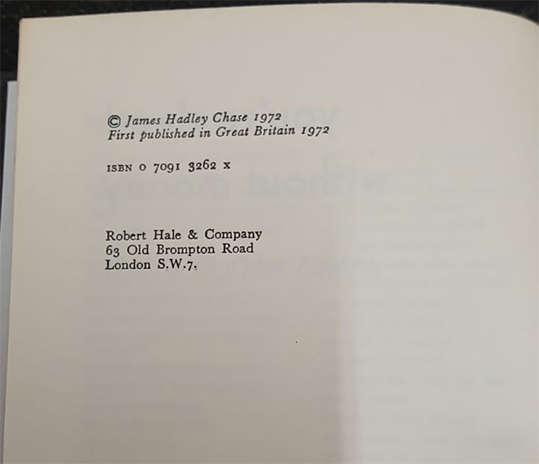 © James Hadley Chase 1972
First published in Great Britain 1972
ISBN 0 7091 3262 x
Robert Hale & Company
63 Old Brompton Road
London S.W.7,